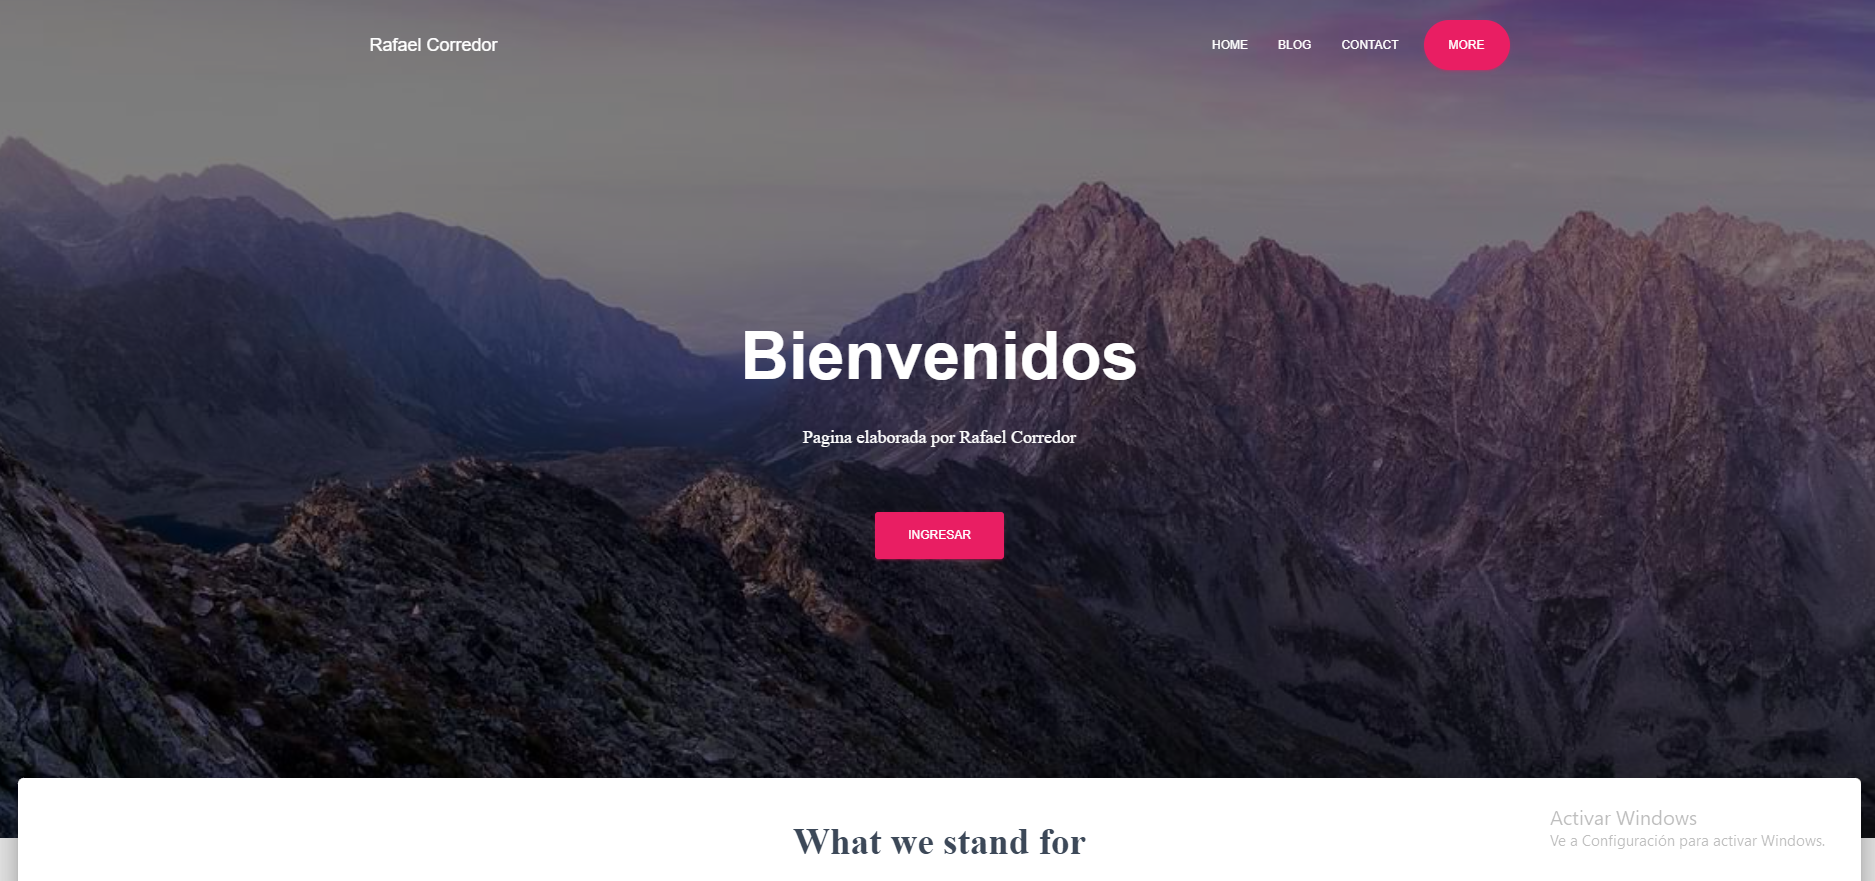 Rafael Corredor
HOME BLOG CONTACT MORE
Bienvenidos
Pagina elaborada por Rafael Corredor
INGRESAR
What we stand for
Activar Windows
Ve a Configuración para activar Windows.